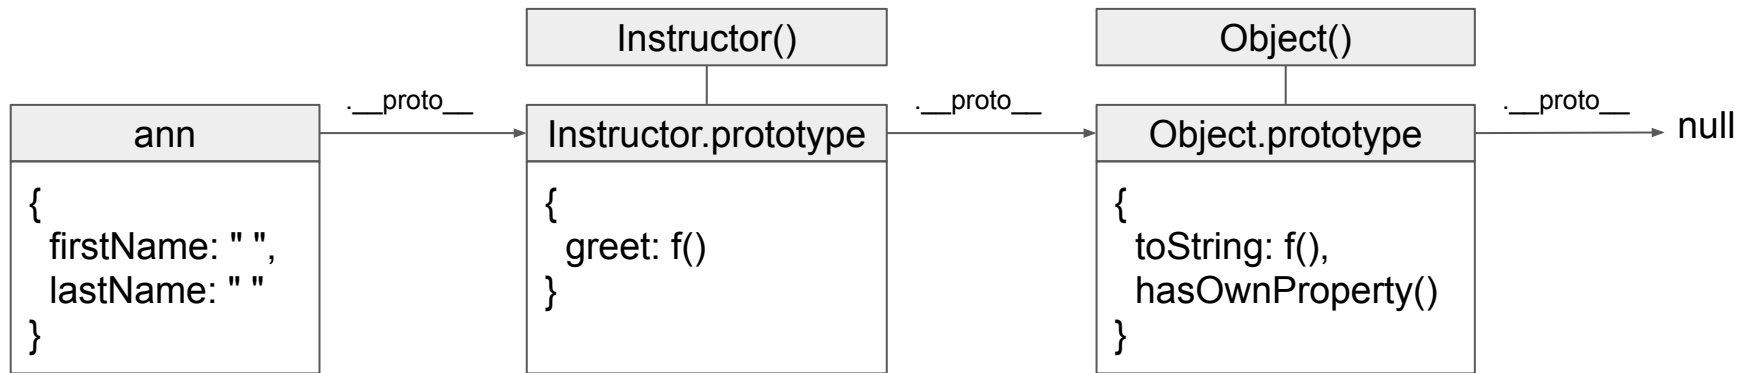 Instructor()
Object()
.__proto__
.__proto__
.__proto__
ann
Instructor.prototype
Object.prototype
null
{
firstName: " ",
lastName: " "
}
{
greet: f()
}
{
toString: f(),
hasOwnProperty()
}